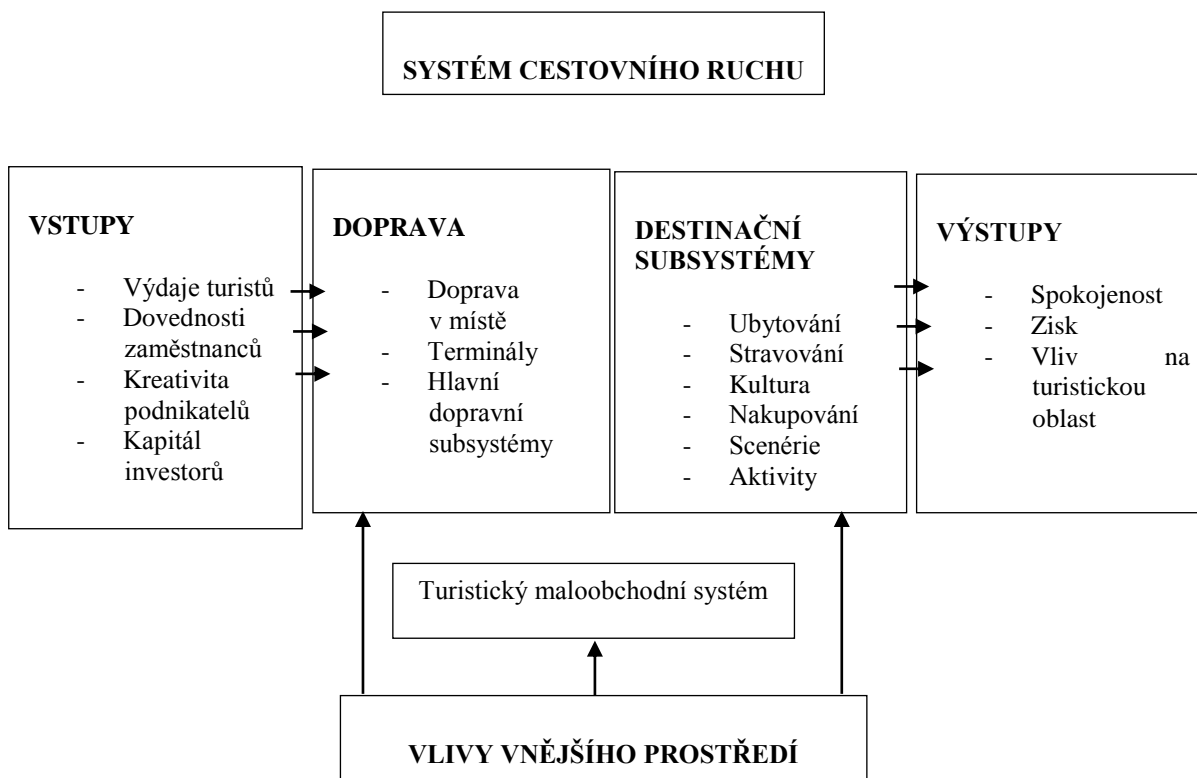 SYSTÉM CESTOVNÍHO RUCHU
VSTUPY
- Výdaje turistů
- Dovednosti
zaměstnanců
- Kreativita
podnikatelů
- Kapitál
investorů
DOPRAVA
- Doprava
v místě
- Terminály
- Hlavní
dopravní
subsystémy
DESTINAČNÍ
SUBSYSTÉMY
- Ubytování
- Stravování
- Kultura
- Nakupování
- Scenérie
- Aktivity
VÝSTUPY
- Spokojenost
- Zisk
- Vliv na
turistickou
oblast
Turistický maloobchodní systém
VLIVY VNĚJŠÍHO PROSTŘEDÍ